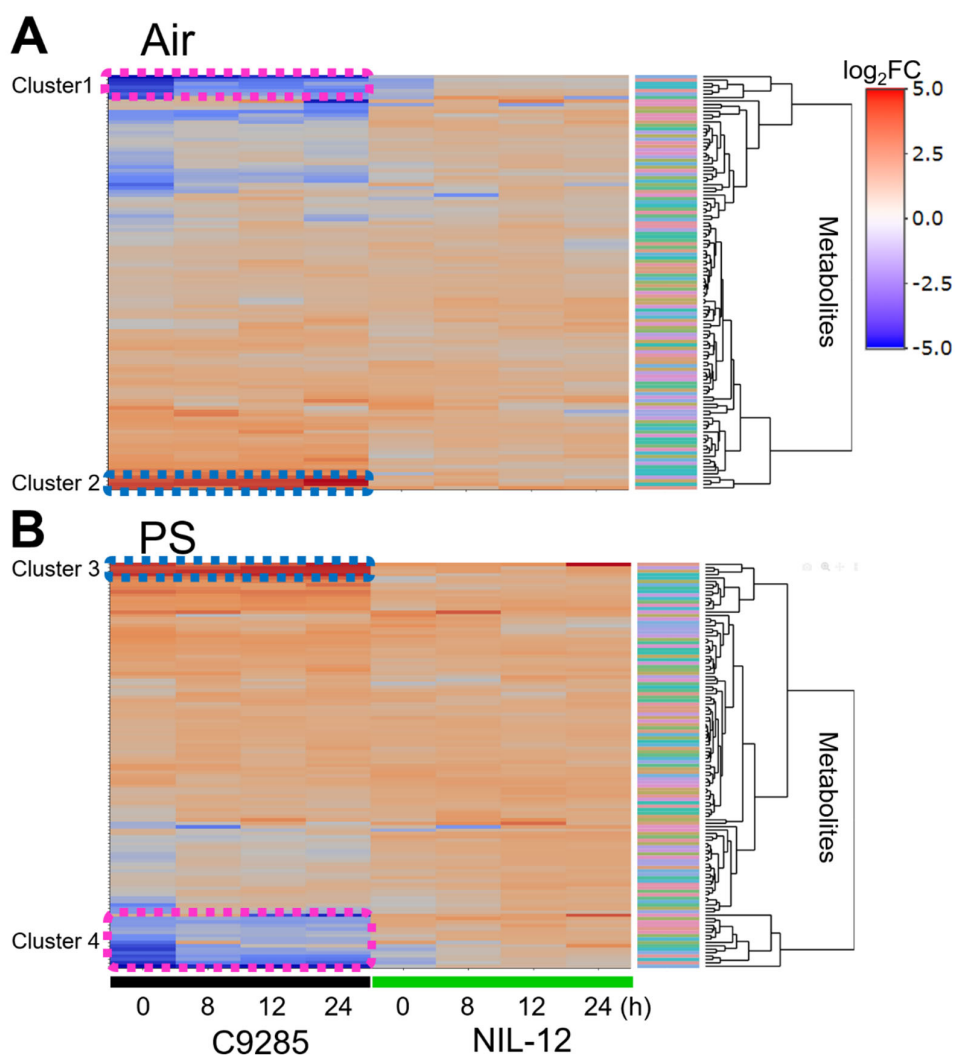 A
Air
Cluster1
log₂FC
5.0
2.5
0.0
-2.5
-5.0
Metabolites
Cluster 2
B
PS
Cluster 3
Metabolites
Cluster 4
0 8 12 24 0 8 12 24 (h)
C9285 NIL-12